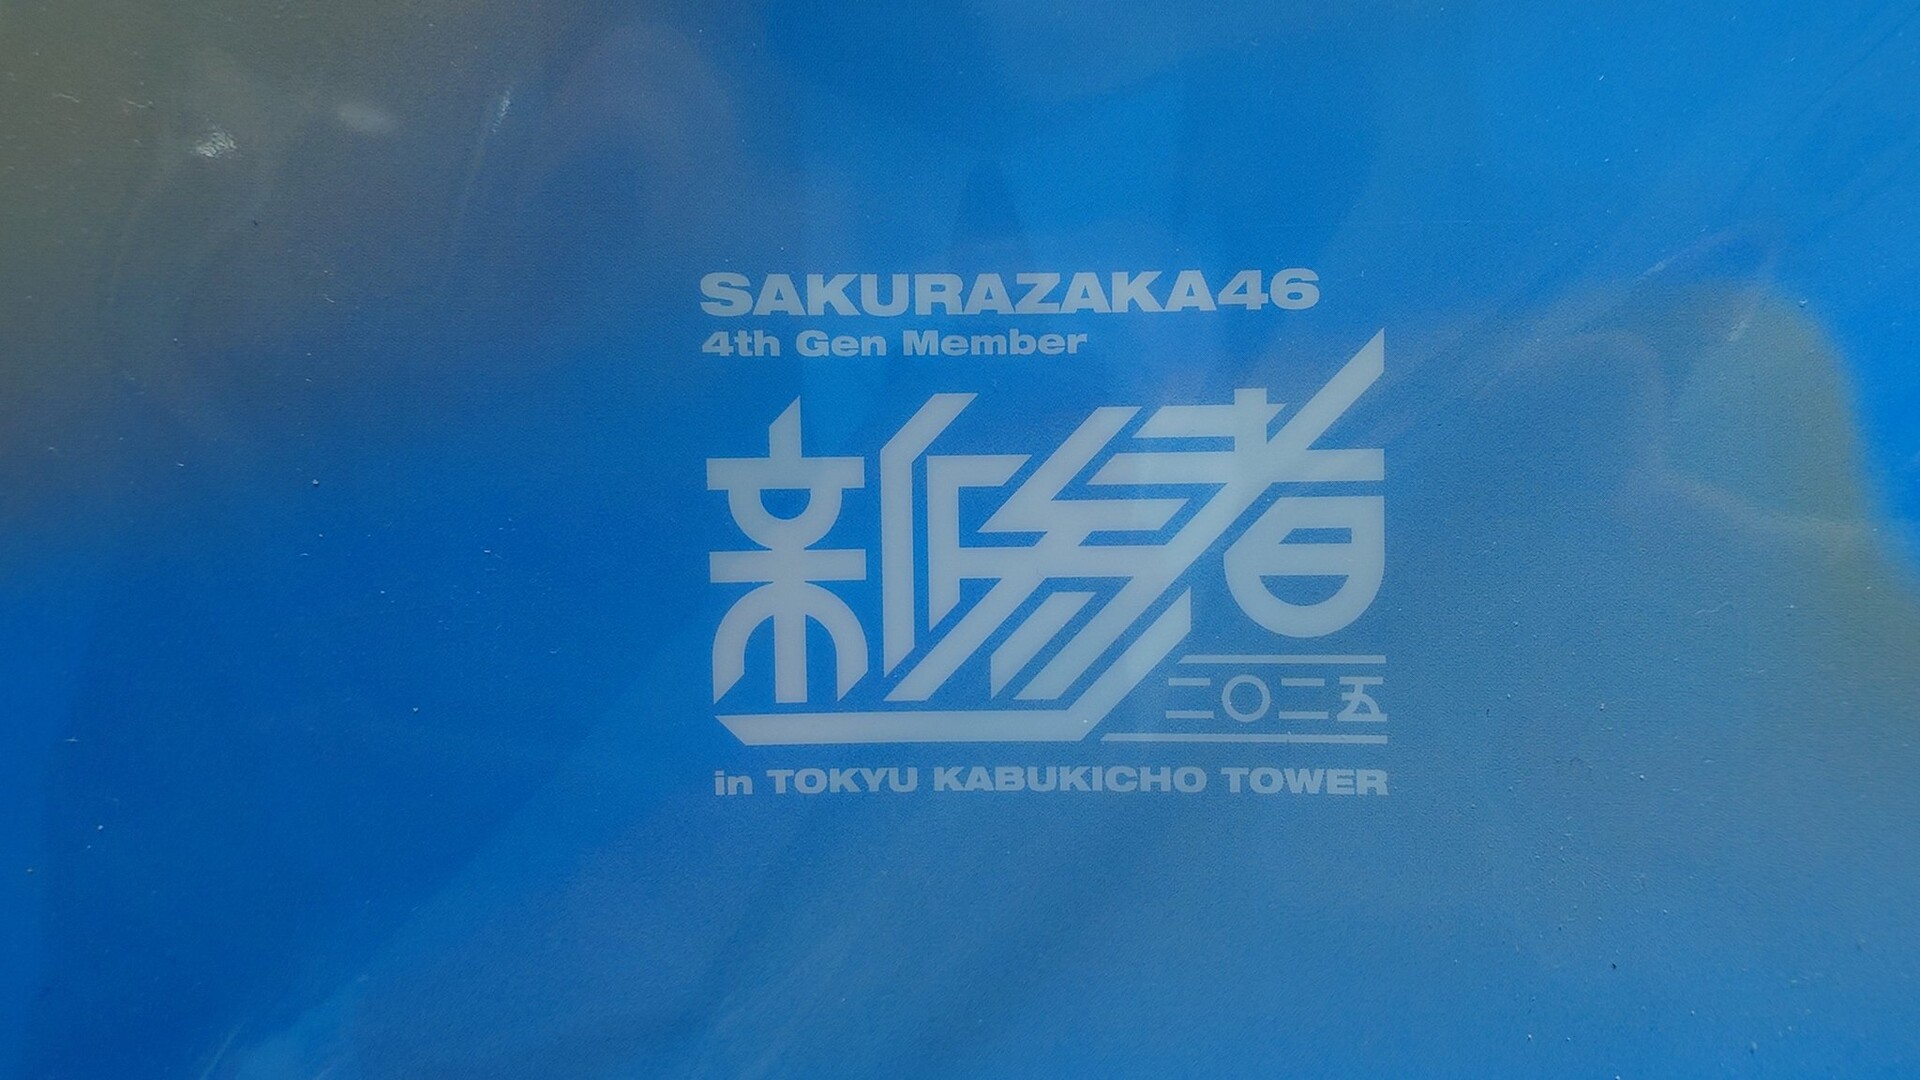 SAKURAZAKA46
4th Gen Member
新参者
二〇二五
in TOKYU KABUKICHO TOWER